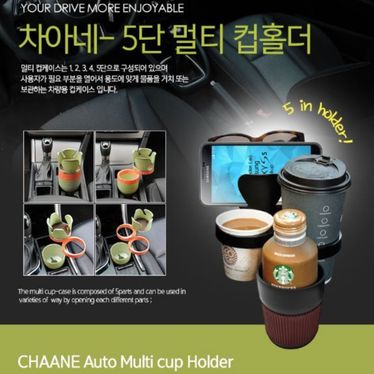 YOUR DRIVE MORE ENJOYABLE
차아네- 5단 멀티 컵홀더
멀티 컵케이스는 1, 2, 3, 4, 5단으로 구성되어 있으며
사용자가 필요 부분을 열어서 용도에 맞게 물품을 거치 또는
보관하는 차량용 컵케이스 입니다.
5 in holder!
The multi cup-case is composed of 5parts and can be used in
varieties of way by opening each different parts ;
CHAANE Auto Multi cup Holder